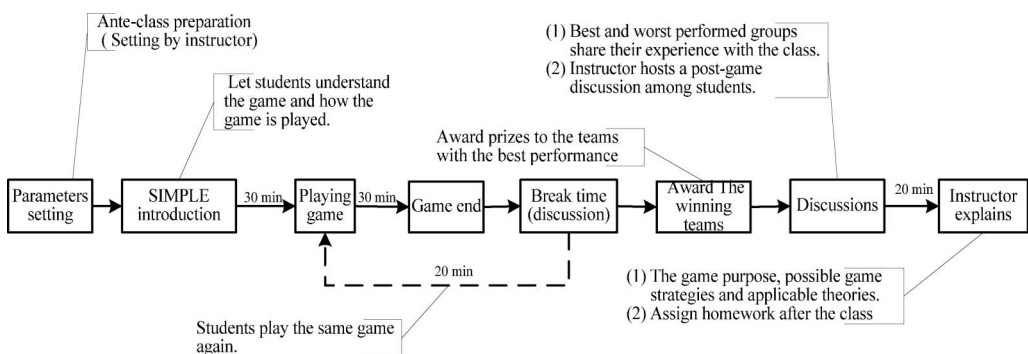 Ante-class preparation
( Setting by instructor)
Let students understand
the game and how the
game is played.
(1) Best and worst performed groups
share their experience with the class.
(2) Instructor hosts a post-game
discussion among students.
Award prizes to the teams
with the best performance
Parameters
setting
SIMPLE
introduction
30 min
Playing
game
30 min
Game end
Break time
(discussion)
Award The
winning
teams
Discussions
20 min
Instructor
explains
20 min
Students play the same game
again.
(1) The game purpose, possible game
strategies and applicable theories.
(2) Assign homework after the class